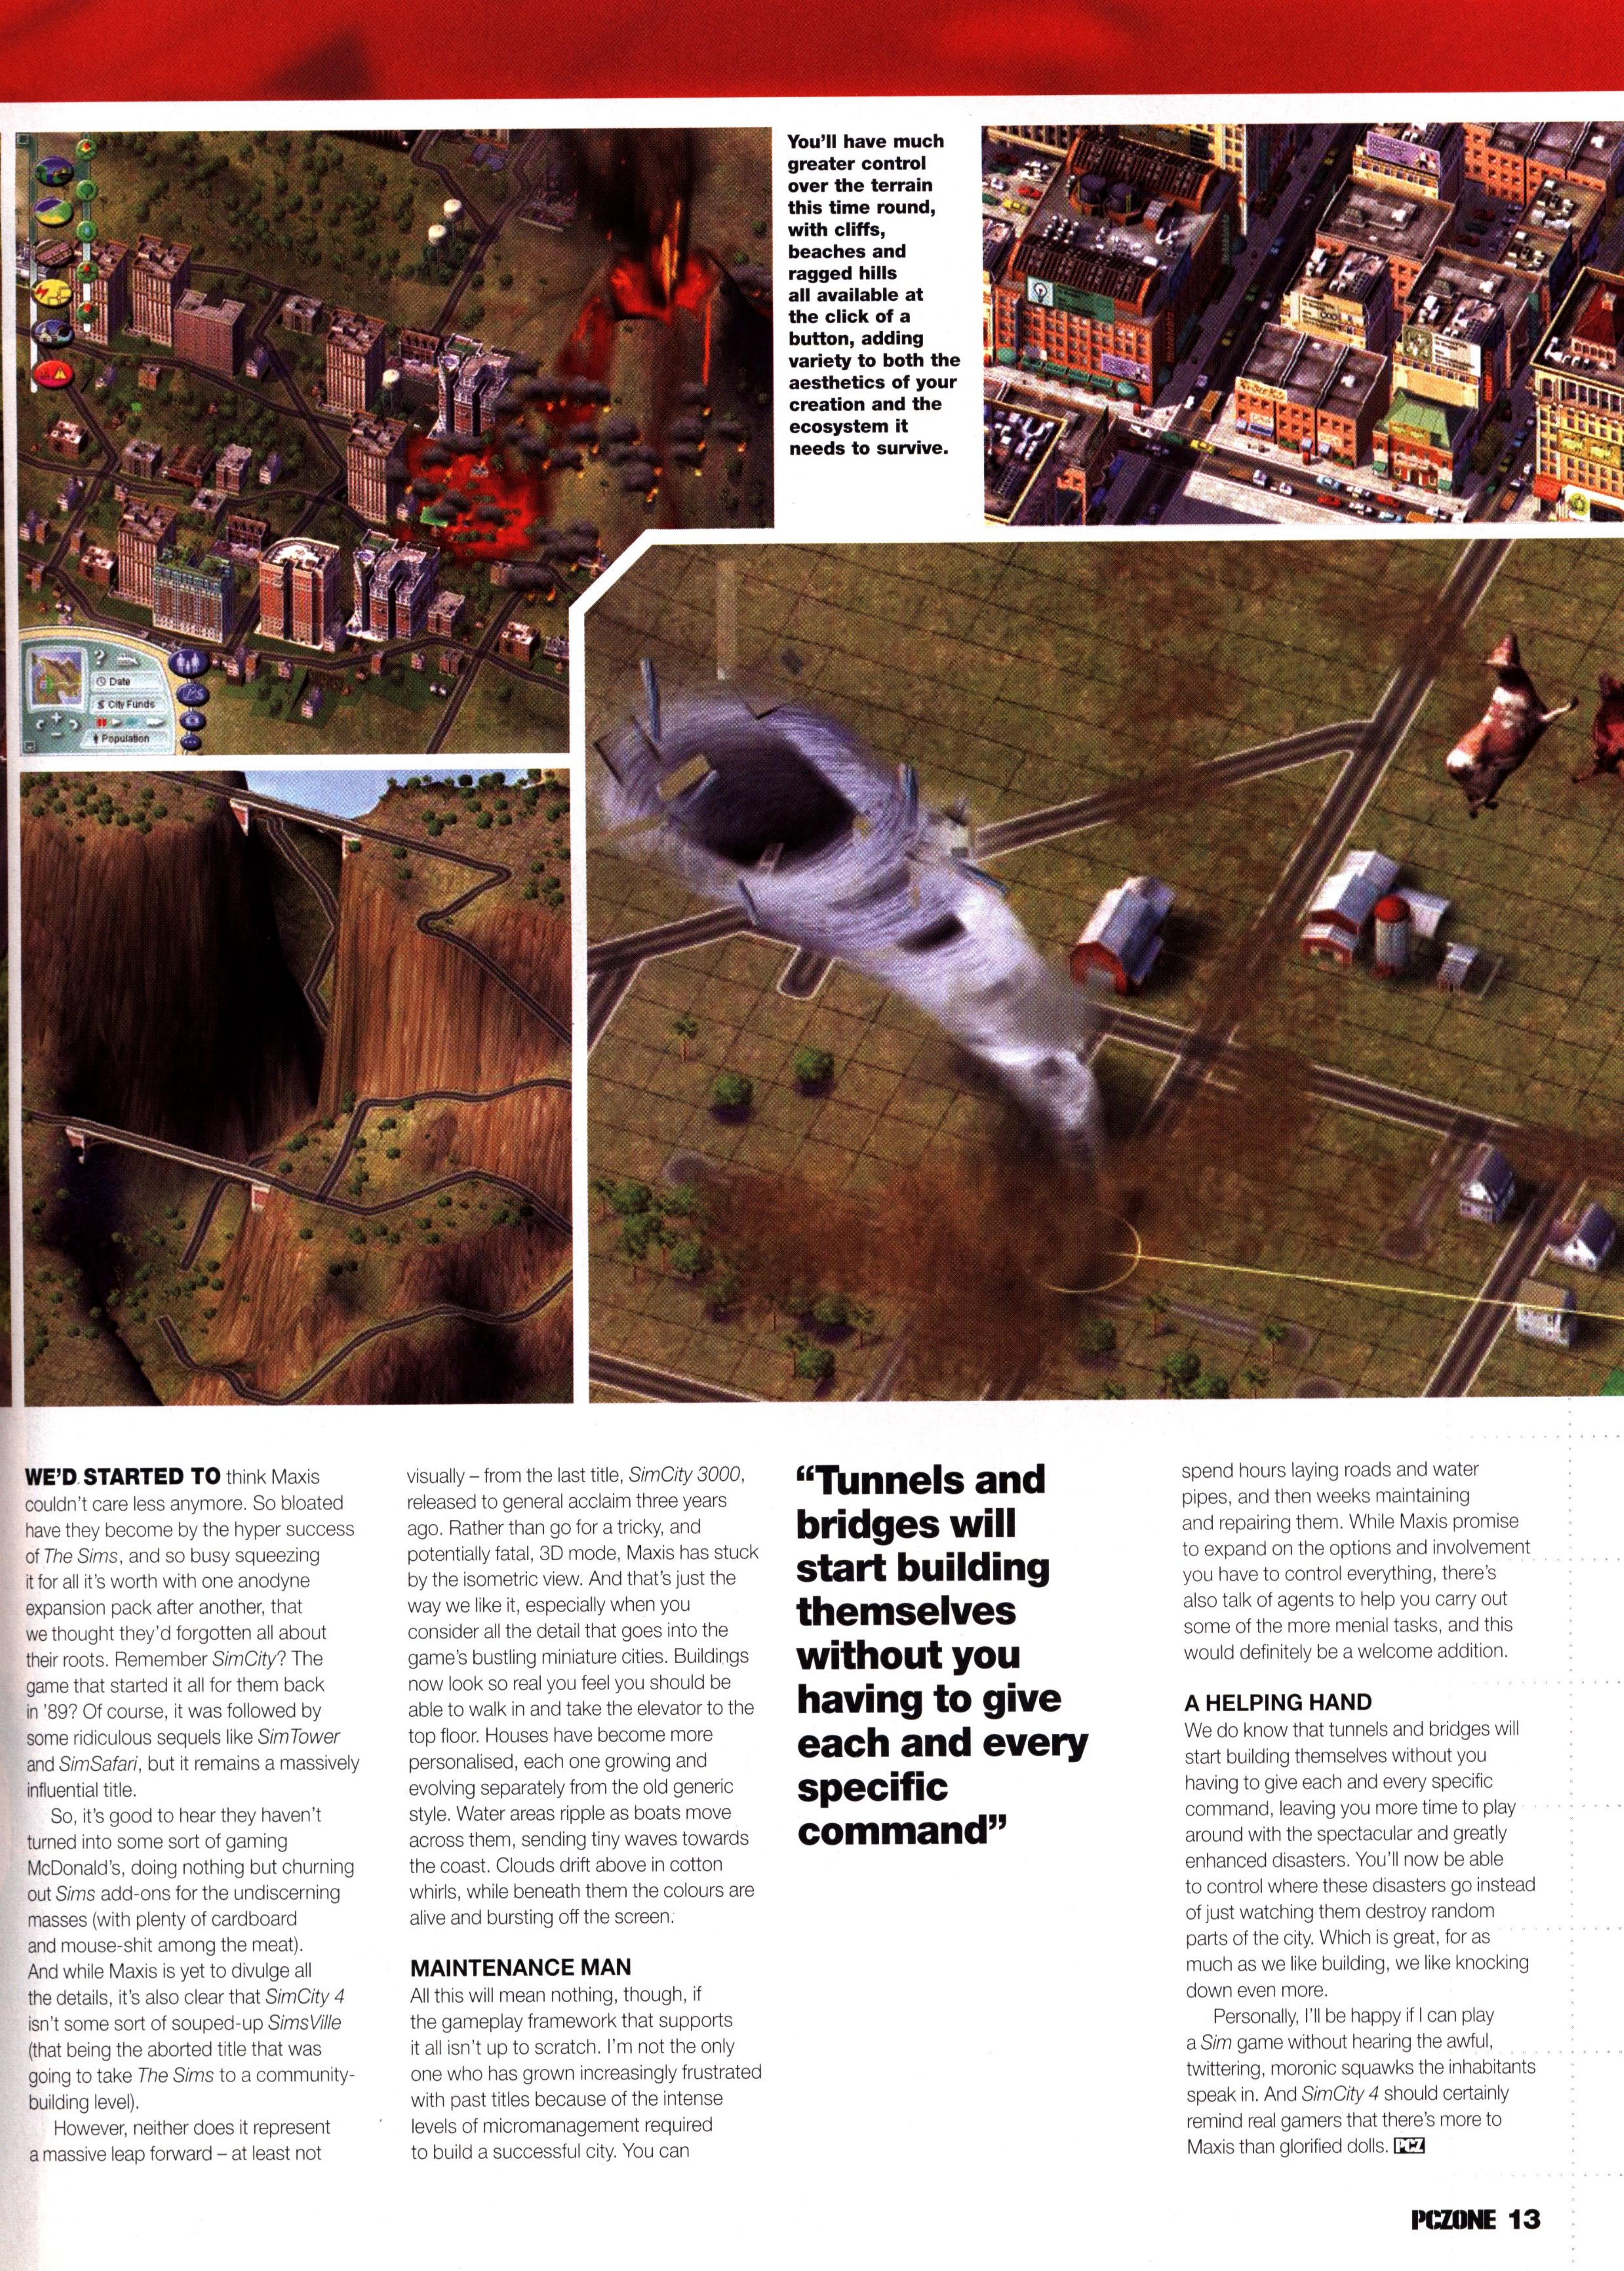 You'll have much
greater control
over the terrain
this time round,
with cliffs,
beaches and
ragged hills
all available at
the click of a
button, adding
variety to both the
aesthetics of your
creation and the
ecosystem it
needs to survive.
?
Date
$ City Funds
Population
WE'D STARTED TO think Maxis
couldn't care less anymore. So bloated
have they become by the hyper success
of The Sims, and so busy squeezing
it for all it's worth with one anodyne
expansion pack after another, that
we thought they'd forgotten all about
their roots. Remember SimCity? The
game that started it all for them back
in '89? Of course, it was followed by
some ridiculous sequels like SimTower
and SimSafari, but it remains a massively
influential title.
So, it's good to hear they haven't
turned into some sort of gaming
McDonald's, doing nothing but churning
out Sims add-ons for the undiscerning
masses (with plenty of cardboard
and mouse-shit among the meat).
And while Maxis is yet to divulge all
the details, it's also clear that SimCity 4
isn't some sort of souped-up SimsVille
(that being the aborted title that was
going to take The Sims to a community-
building level).
However, neither does it represent
a massive leap forward – at least not
visually – from the last title, SimCity 3000,
released to general acclaim three years
ago. Rather than go for a tricky, and
potentially fatal, 3D mode, Maxis has stuck
by the isometric view. And that's just the
way we like it, especially when you
consider all the detail that goes into the
game's bustling miniature cities. Buildings
now look so real you feel you should be
able to walk in and take the elevator to the
top floor. Houses have become more
personalised, each one growing and
evolving separately from the old generic
style. Water areas ripple as boats move
across them, sending tiny waves towards
the coast. Clouds drift above in cotton
whirls, while beneath them the colours are
alive and bursting off the screen.
MAINTENANCE MAN
All this will mean nothing, though, if
the gameplay framework that supports
it all isn't up to scratch. I'm not the only
one who has grown increasingly frustrated
with past titles because of the intense
levels of micromanagement required
to build a successful city. You can
“Tunnels and
bridges will
start building
themselves
without you
having to give
each and every
specific
command”
spend hours laying roads and water
pipes, and then weeks maintaining
and repairing them. While Maxis promise
to expand on the options and involvement
you have to control everything, there's
also talk of agents to help you carry out
some of the more menial tasks, and this
would definitely be a welcome addition.
A HELPING HAND
We do know that tunnels and bridges will
start building themselves without you
having to give each and every specific
command, leaving you more time to play
around with the spectacular and greatly
enhanced disasters. You'll now be able
to control where these disasters go instead
of just watching them destroy random
parts of the city. Which is great, for as
much as we like building, we like knocking
down even more.
Personally, I'll be happy if I can play
a Sim game without hearing the awful,
twittering, moronic squawks the inhabitants
speak in. And SimCity 4 should certainly
remind real gamers that there's more to
Maxis than glorified dolls. PCZ
PCZONE 13